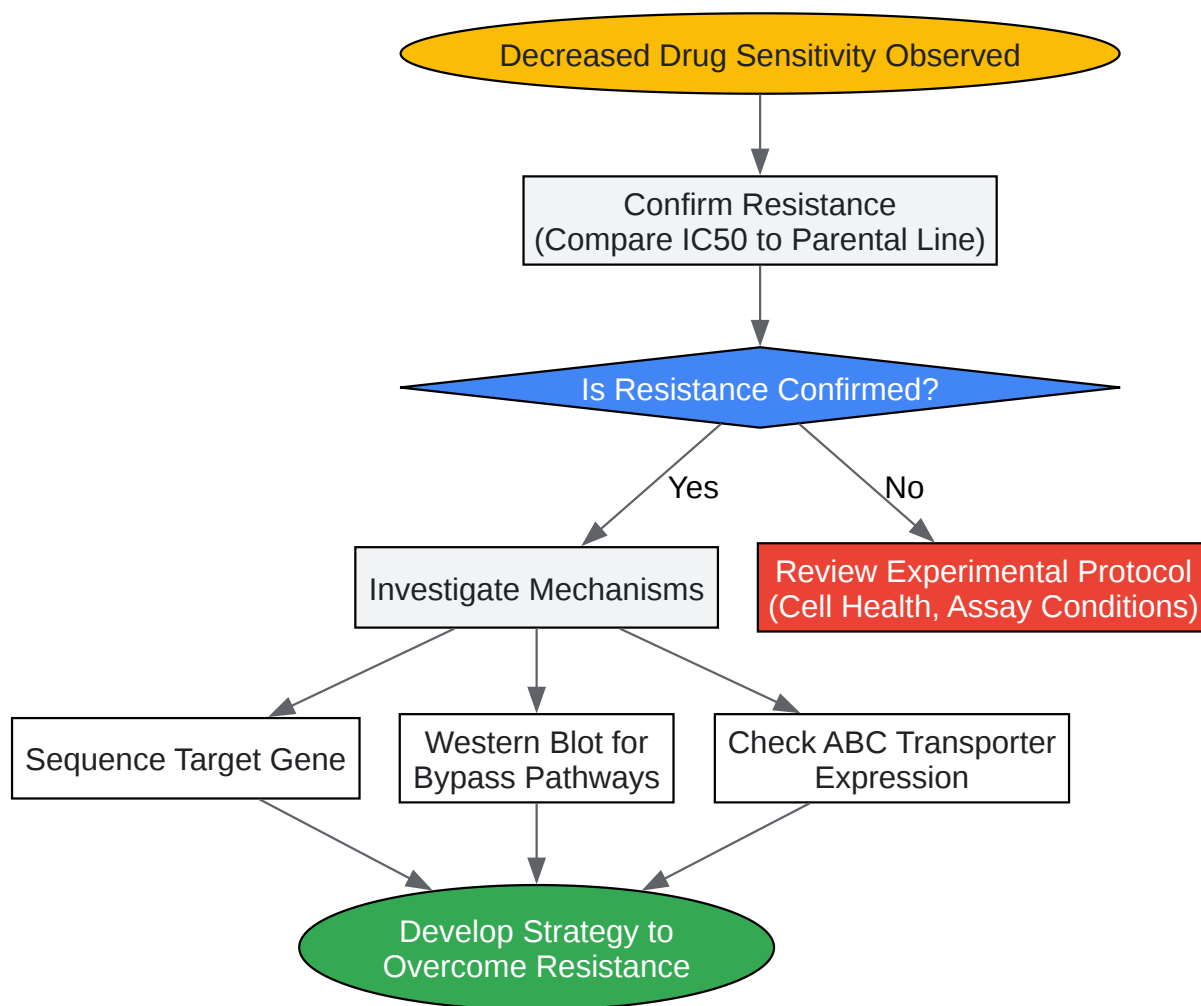 Decreased Drug Sensitivity Observed
Confirm Resistance
(Compare IC50 to Parental Line)
Is Resistance Confirmed?
Yes
No
Investigate Mechanisms
Review Experimental Protocol
(Cell Health, Assay Conditions)
Sequence Target Gene
Western Blot for
Bypass Pathways
Check ABC Transporter
Expression
Develop Strategy to
Overcome Resistance